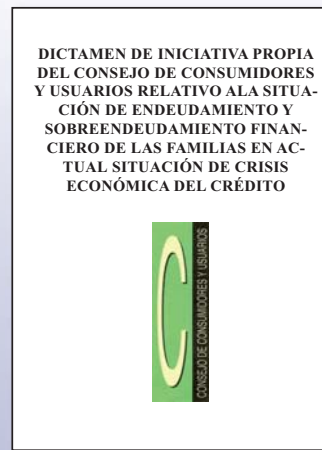 DICTAMEN DE INICIATIVA PROPIA
DEL CONSEJO DE CONSUMIDORES
Y USUARIOS RELATIVO ALA SITUA-
CIÓN DE ENDEUDAMIENTO Y
SOBREENDEUDAMIENTO FINAN-
CIERO DE LAS FAMILIAS EN AC-
TUAL SITUACIÓN DE CRISIS
ECONÓMICA DEL CRÉDITO
C
CONSEJO DE CONSUMIDORES Y USUARIOS